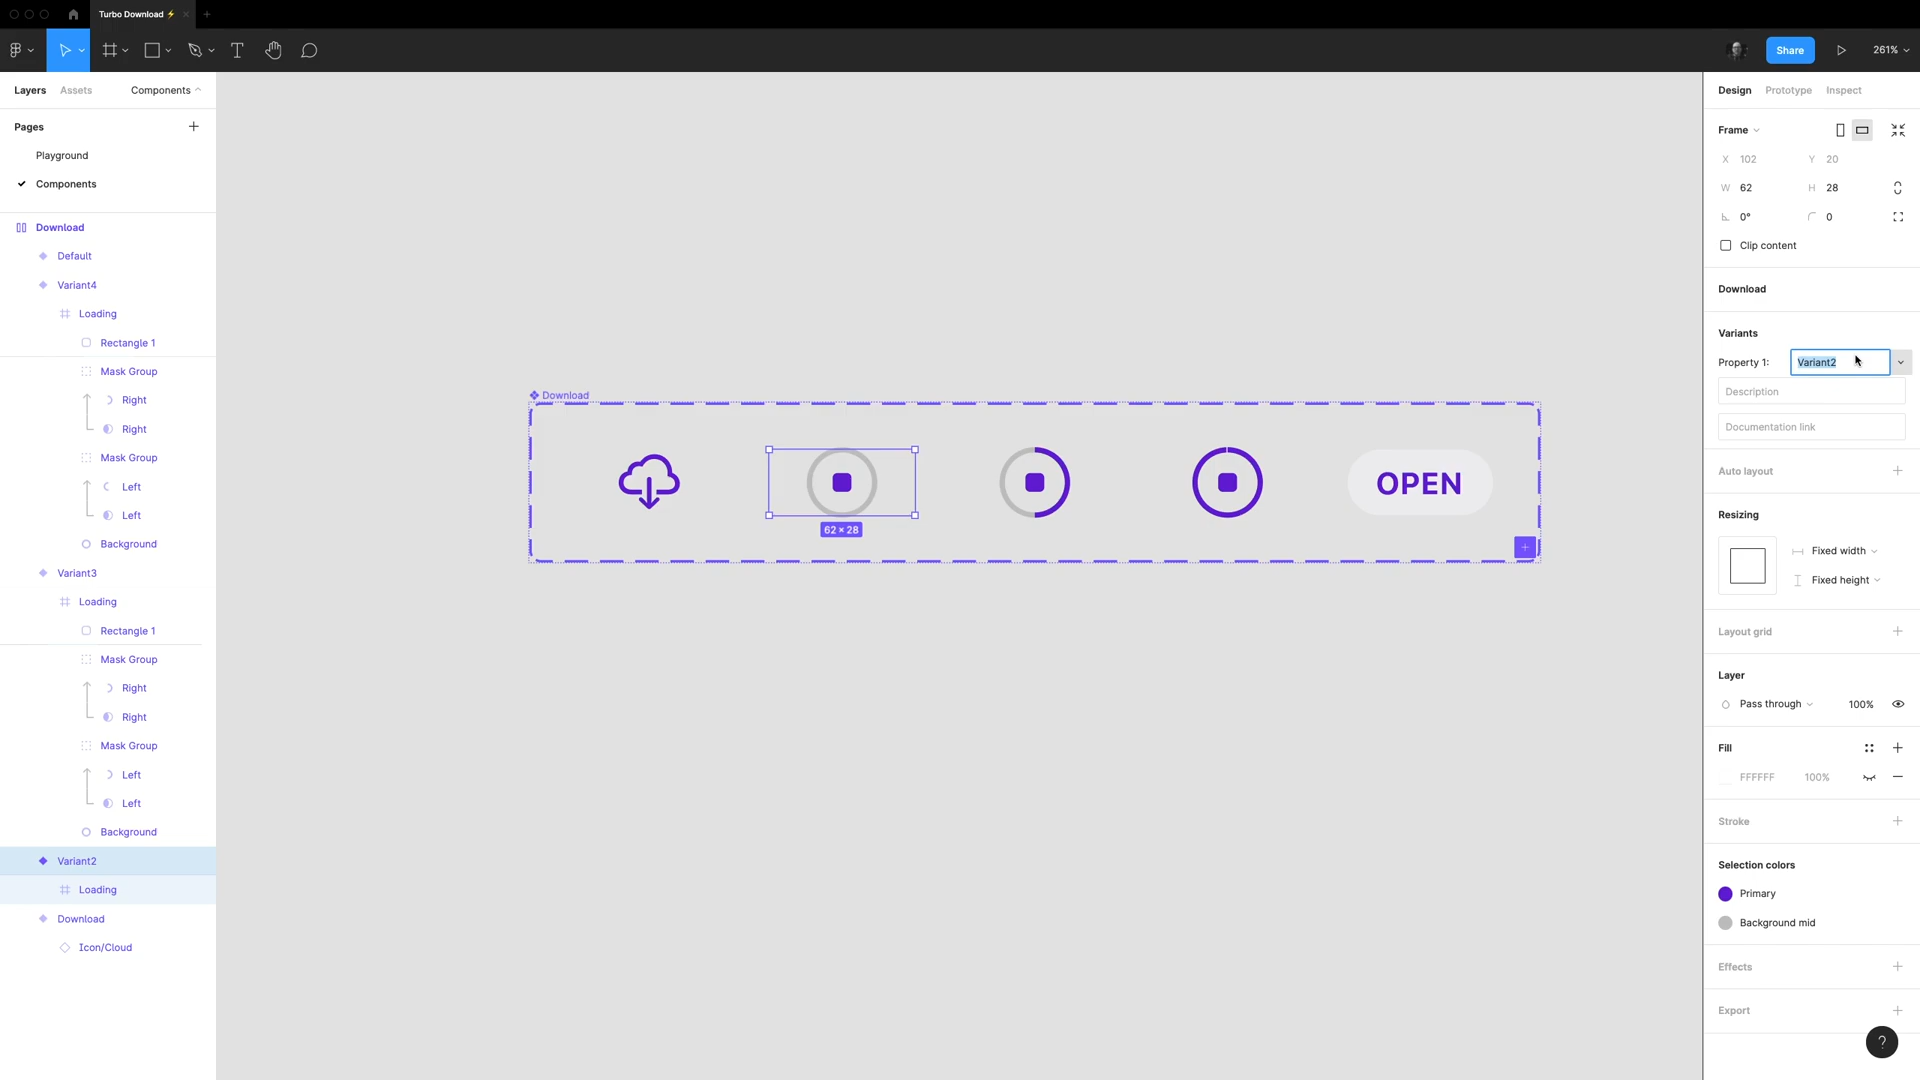 Turbo Download ⚡
Share
261%
Layers
Assets
Components
Pages
Playground
Components
Download
Default
Variant4
Loading
Rectangle 1
Mask Group
Right
Right
Mask Group
Left
Left
Background
Variant3
Loading
Rectangle 1
Mask Group
Right
Right
Mask Group
Left
Left
Background
Variant2
Loading
Download
Icon/Cloud
Download
62 × 28
OPEN
Design
Prototype
Inspect
Frame
X 102 Y 20
W 62 H 28
0° 0
Clip content
Download
Variants
Property 1: Variant2
Description
Documentation link
Auto layout
Resizing
Fixed width
Fixed height
Layout grid
Layer
Pass through 100%
Fill
FFFFFF 100%
Stroke
Selection colors
Primary
Background mid
Effects
Export
?